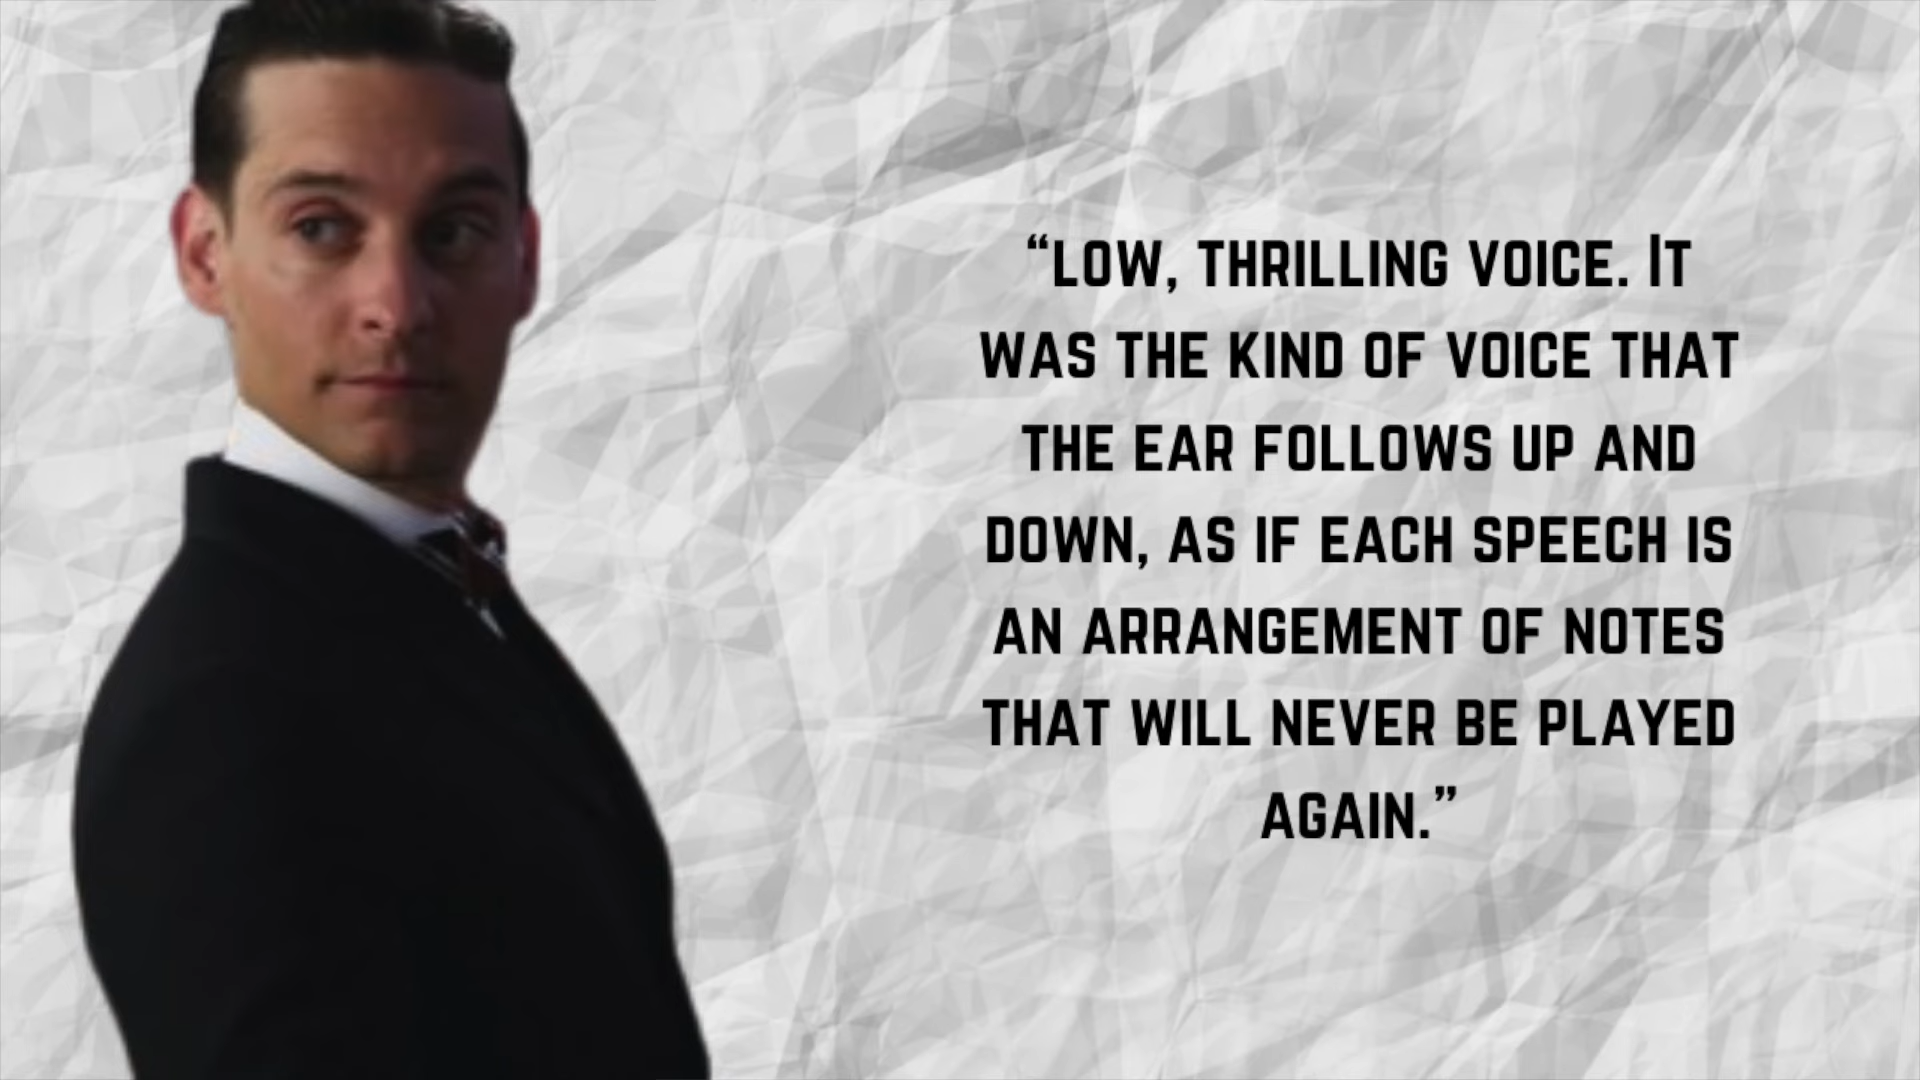 “LOW, THRILLING VOICE. IT
WAS THE KIND OF VOICE THAT
THE EAR FOLLOWS UP AND
DOWN, AS IF EACH SPEECH IS
AN ARRANGEMENT OF NOTES
THAT WILL NEVER BE PLAYED
AGAIN.”